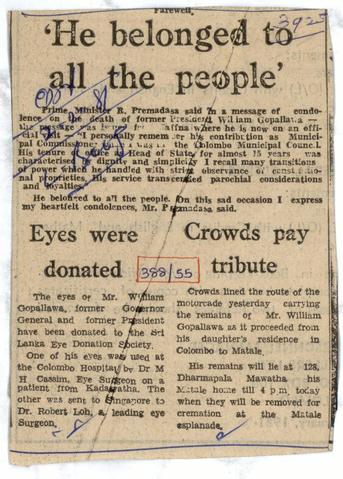 Farewell.
3925
'He belonged to
all the people'
Prime Minister R. Premadasa said in a message of condo-
lence on the death of former President William Gopallawa —
the message was issued from Jaffna where he is now on an offi-
cial visit — "I personally remember his contribution as Munici-
pal Commissioner when I was in the Colombo Municipal Council.
His tenure of office as Head of State for almost 15 years was
characterised by dignity and simplicity I recall many transitions
of power which he handled with strict observance of constitutio-
nal proprieties. His service transcended parochial considerations
and loyalties.
He belonged to all the people. On this sad occasion I express
my heartfelt condolences, Mr. Premadasa said.
Eyes were
donated
388/55
The eyes of Mr. William
Gopallawa, former Governor
General and former President
have been donated to the Sri
Lanka Eye Donation Society.
One of his eyes was used at
the Colombo Hospital by Dr M
H Cassim, Eye Surgeon on a
patient from Kadawatha. The
other was sent to Singapore to
Dr. Robert Loh, a leading eye
Surgeon.
Crowds pay
tribute
Crowds lined the route of the
motorcade yesterday carrying
the remains of Mr. William
Gopallawa as it proceeded from
his daughter's residence in
Colombo to Matale.
His remains will lie at 128,
Dharmapala Mawatha his
Matale home till 4 p.m. today
when they will be removed for
cremation at the Matale
esplanade.